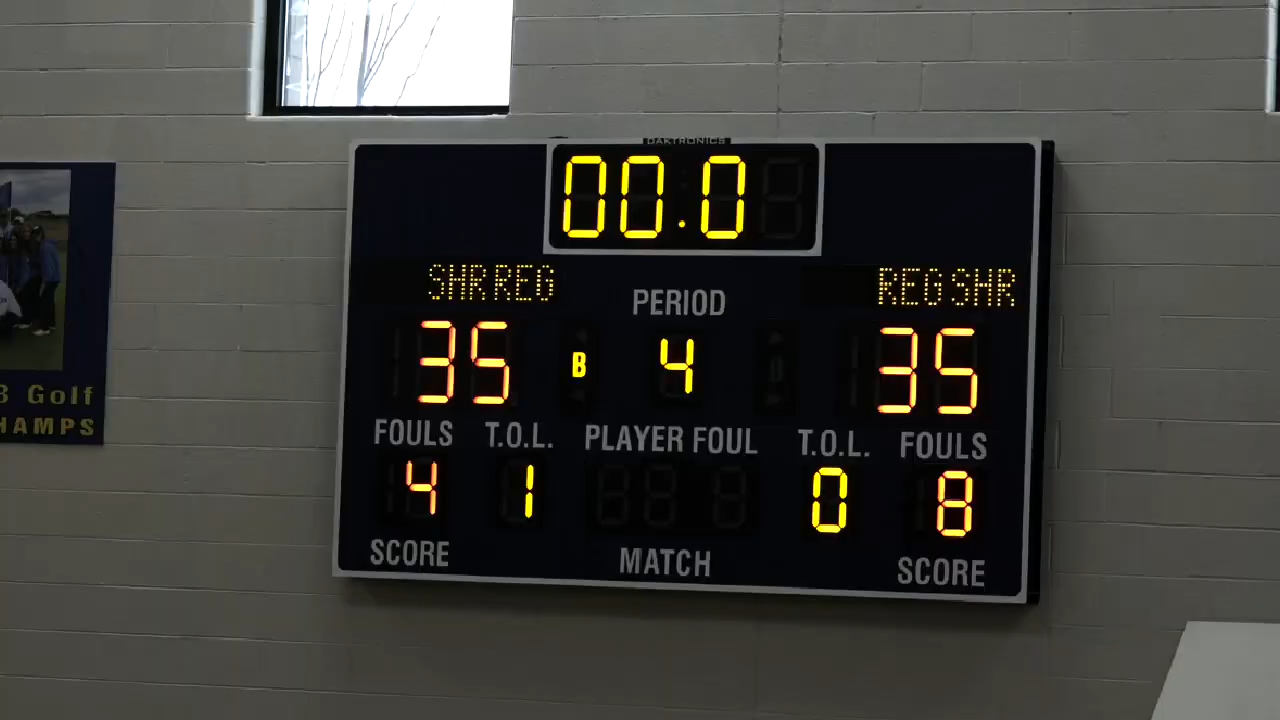 DAKTRONICS
00.0
SHR REG
REG SHR
PERIOD
35 B 4 35
FOULS T.O.L. PLAYER FOUL T.O.L. FOULS
4 1 0 8
SCORE MATCH SCORE
Golf
HAMPS